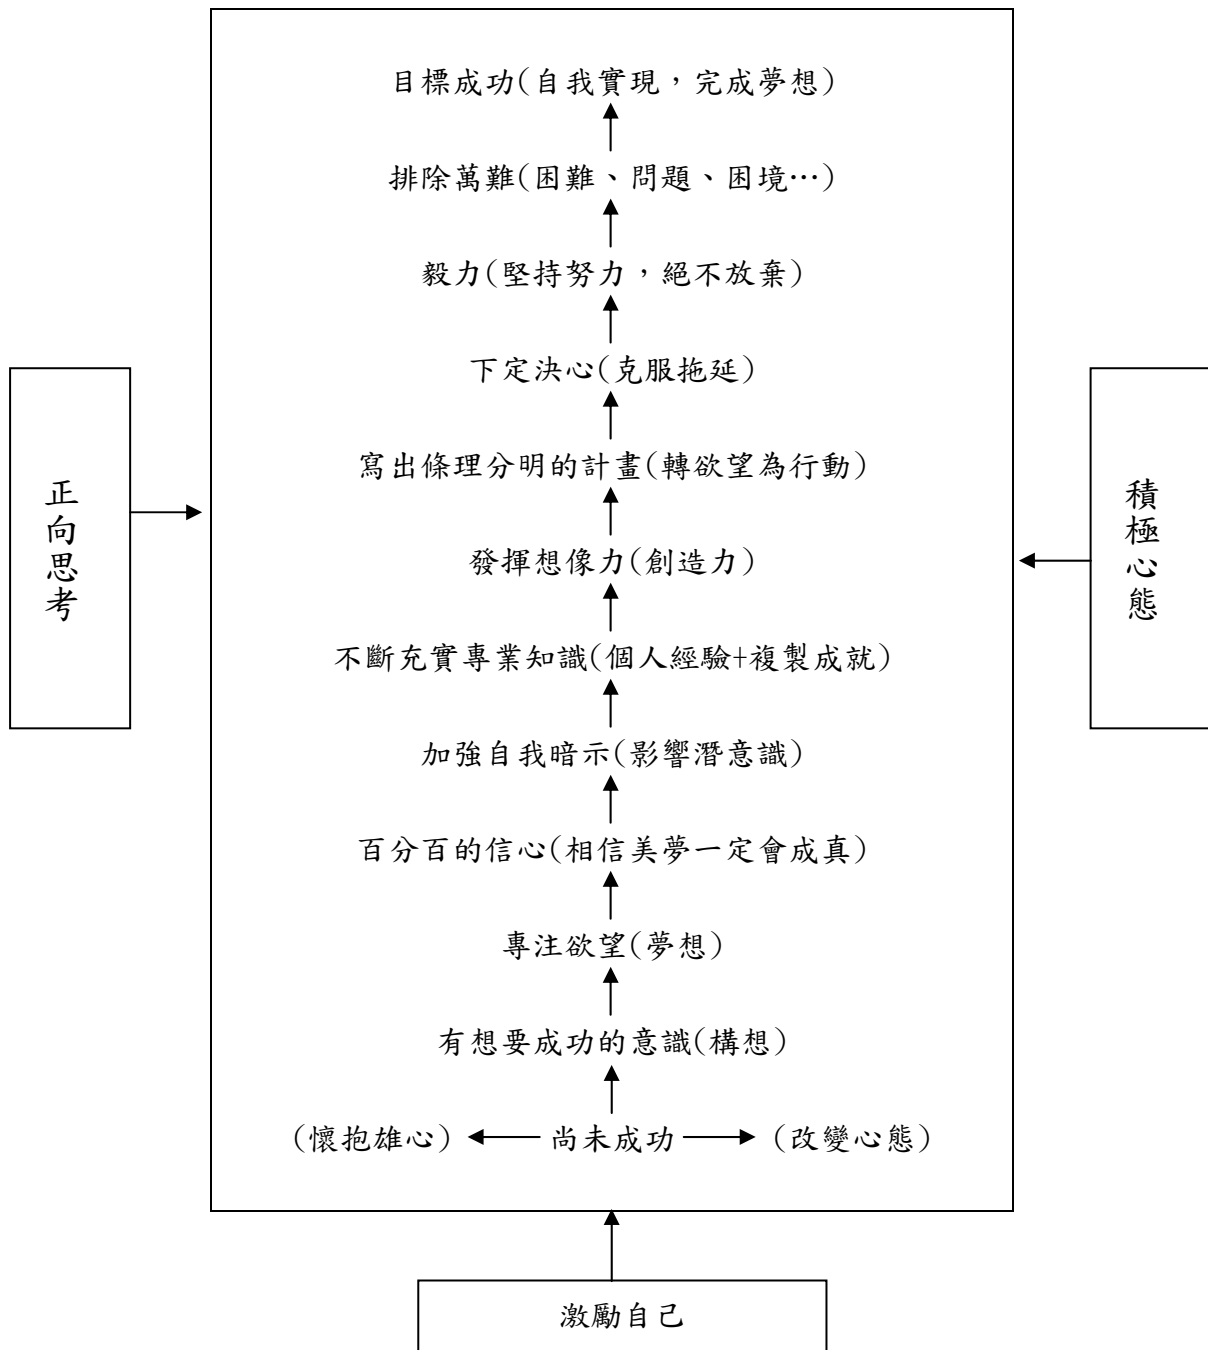 目標成功(自我實現，完成夢想)
排除萬難(困難、問題、困境…)
毅力(堅持努力，絕不放棄)
下定決心(克服拖延)
寫出條理分明的計畫(轉欲望為行動)
發揮想像力(創造力)
不斷充實專業知識(個人經驗+複製成就)
加強自我暗示(影響潛意識)
百分百的信心(相信美夢一定會成真)
專注欲望(夢想)
有想要成功的意識(構想)
(懷抱雄心) 尚未成功 (改變心態)
正向思考
積極心態
激勵自己